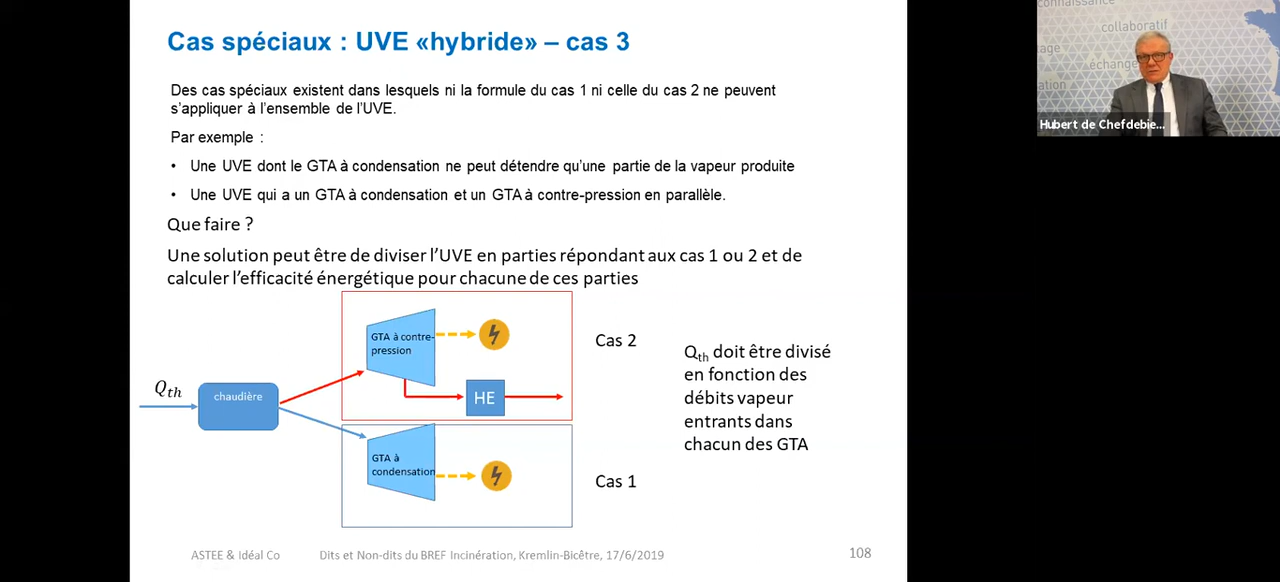 Cas spéciaux : UVE «hybride» – cas 3
Des cas spéciaux existent dans lesquels ni la formule du cas 1 ni celle du cas 2 ne peuvent
s'appliquer à l'ensemble de l'UVE.
Par exemple :
• Une UVE dont le GTA à condensation ne peut détendre qu'une partie de la vapeur produite
• Une UVE qui a un GTA à condensation et un GTA à contre-pression en parallèle.
Que faire ?
Une solution peut être de diviser l'UVE en parties répondant aux cas 1 ou 2 et de
calculer l'efficacité énergétique pour chacune de ces parties
GTA à contre-
pression
HE
Cas 2
Qth
chaudière
GTA à
condensation
Cas 1
Qth doit être divisé
en fonction des
débits vapeur
entrants dans
chacun des GTA
ASTEE & Idéal Co
Dits et Non-dits du BREF Incinération, Kremlin-Bicêtre, 17/6/2019
108
connaissance
collaboratif
échange
Hubert de Chefdebie...